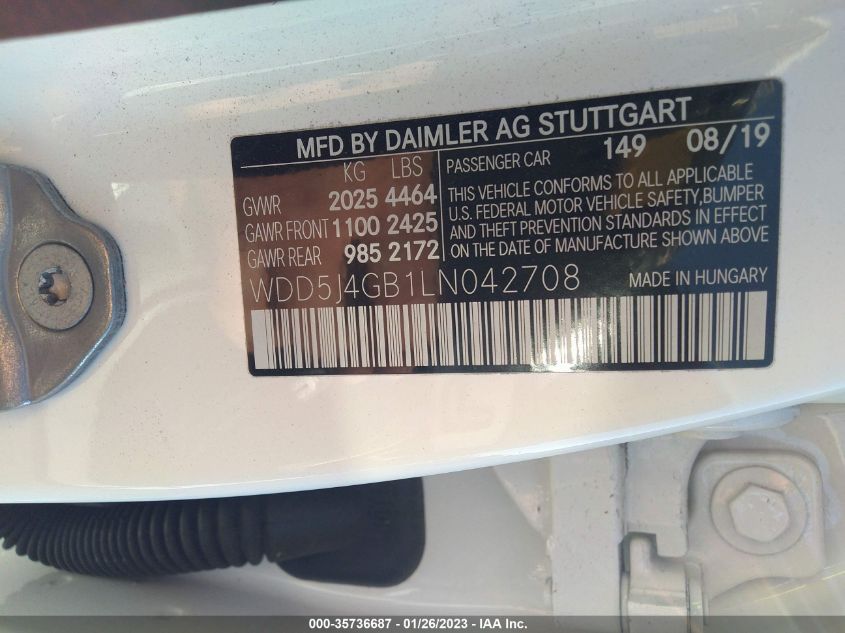 MFD BY DAIMLER AG STUTTGART
KG LBS
GVWR 2025 4464
GAWR FRONT 1100 2425
GAWR REAR 985 2172
PASSENGER CAR 149 08/19
THIS VEHICLE CONFORMS TO ALL APPLICABLE
U.S. FEDERAL MOTOR VEHICLE SAFETY,BUMPER
AND THEFT PREVENTION STANDARDS IN EFFECT
ON THE DATE OF MANUFACTURE SHOWN ABOVE
WDD5J4GB1LN042708
MADE IN HUNGARY
000-35736687 - 01/26/2023 - © IAA Inc.